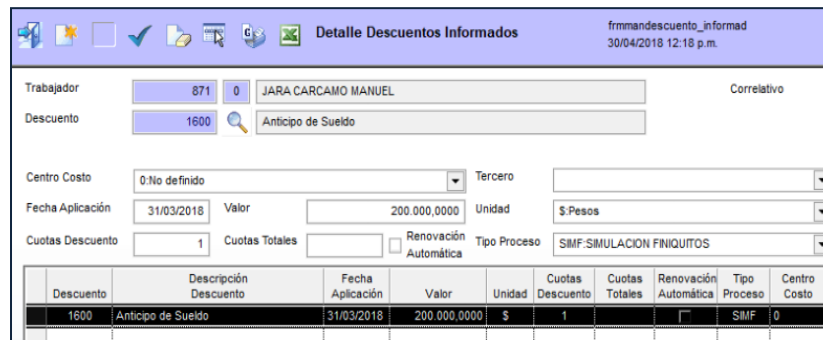 Detalle Descuentos Informados
frmmandescuento_informad
30/04/2018 12:18 p.m.
Trabajador 871 0 JARA CARCAMO MANUEL Correlativo
Descuento 1600 Anticipo de Sueldo
Centro Costo 0:No definido Tercero
Fecha Aplicación 31/03/2018 Valor 200.000,0000 Unidad $:Pesos
Cuotas Descuento 1 Cuotas Totales Renovación Automática Tipo Proceso SIMF:SIMULACION FINIQUITOS
Descuento Descripción Descuento Fecha Aplicación Valor Unidad Cuotas Descuento Cuotas Totales Renovación Automática Tipo Proceso Centro Costo
1600 Anticipo de Sueldo 31/03/2018 200.000,0000 $ 1 SIMF 0